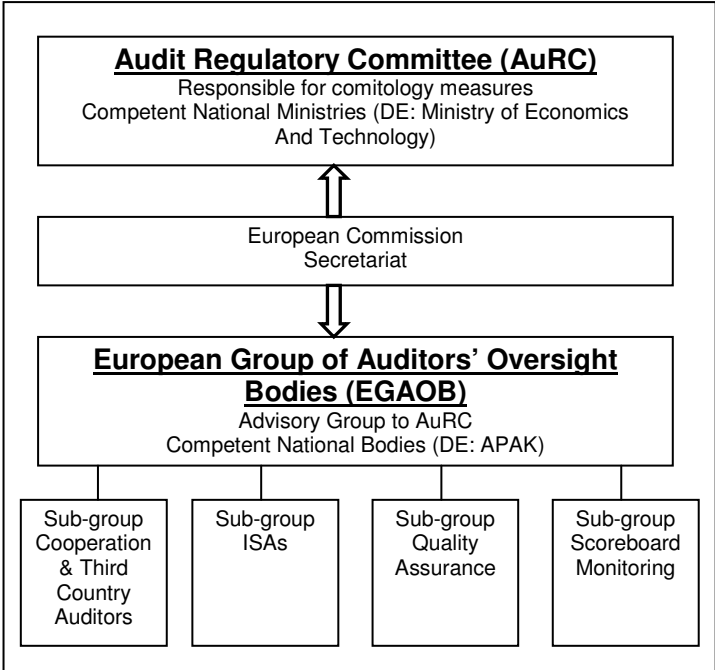 Audit Regulatory Committee (AuRC)
Responsible for comitology measures
Competent National Ministries (DE: Ministry of Economics
And Technology)
European Commission
Secretariat
European Group of Auditors’ Oversight
Bodies (EGAOB)
Advisory Group to AuRC
Competent National Bodies (DE: APAK)
Sub-group
Cooperation
& Third
Country
Auditors
Sub-group
ISAs
Sub-group
Quality
Assurance
Sub-group
Scoreboard
Monitoring